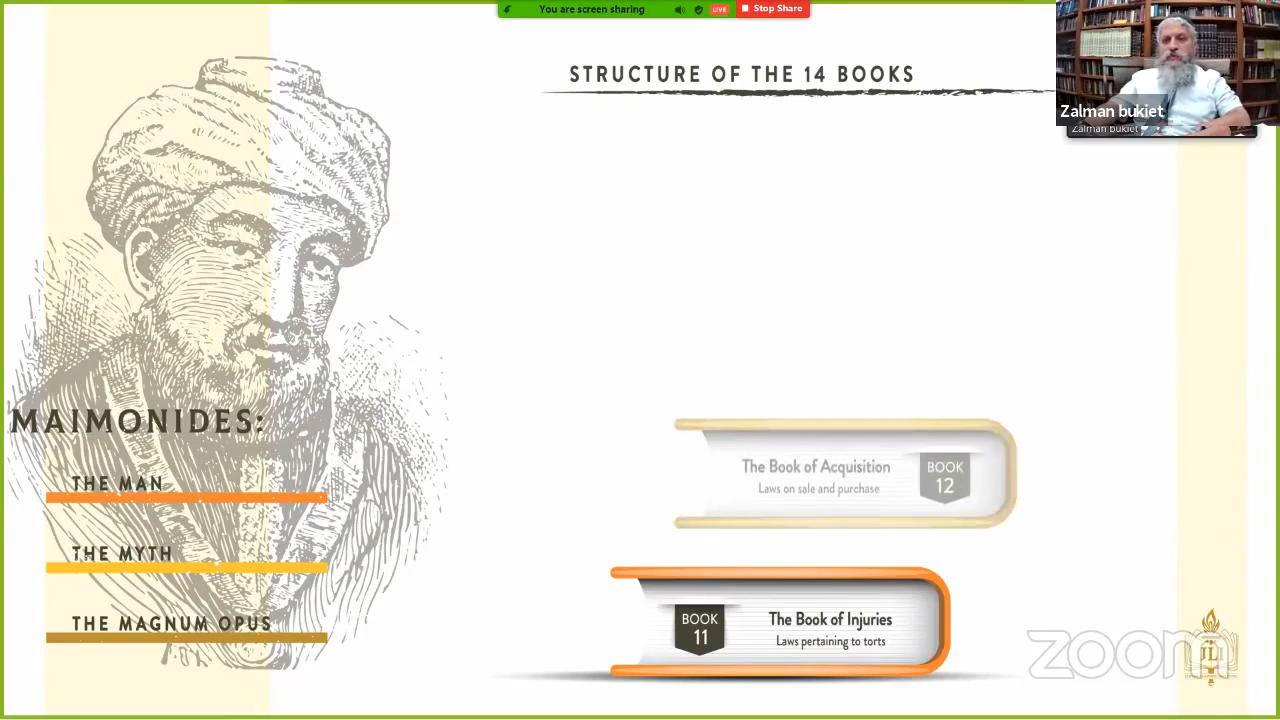 You are screen sharing
LIVE
Stop Share
STRUCTURE OF THE 14 BOOKS
Zalman bukiet
Zalman bukiet
MAIMONIDES:
THE MAN
THE MYTH
THE MAGNUM OPUS
The Book of Acquisition
Laws on sale and purchase
BOOK
12
BOOK
11
The Book of Injuries
Laws pertaining to torts
zoom
JLI